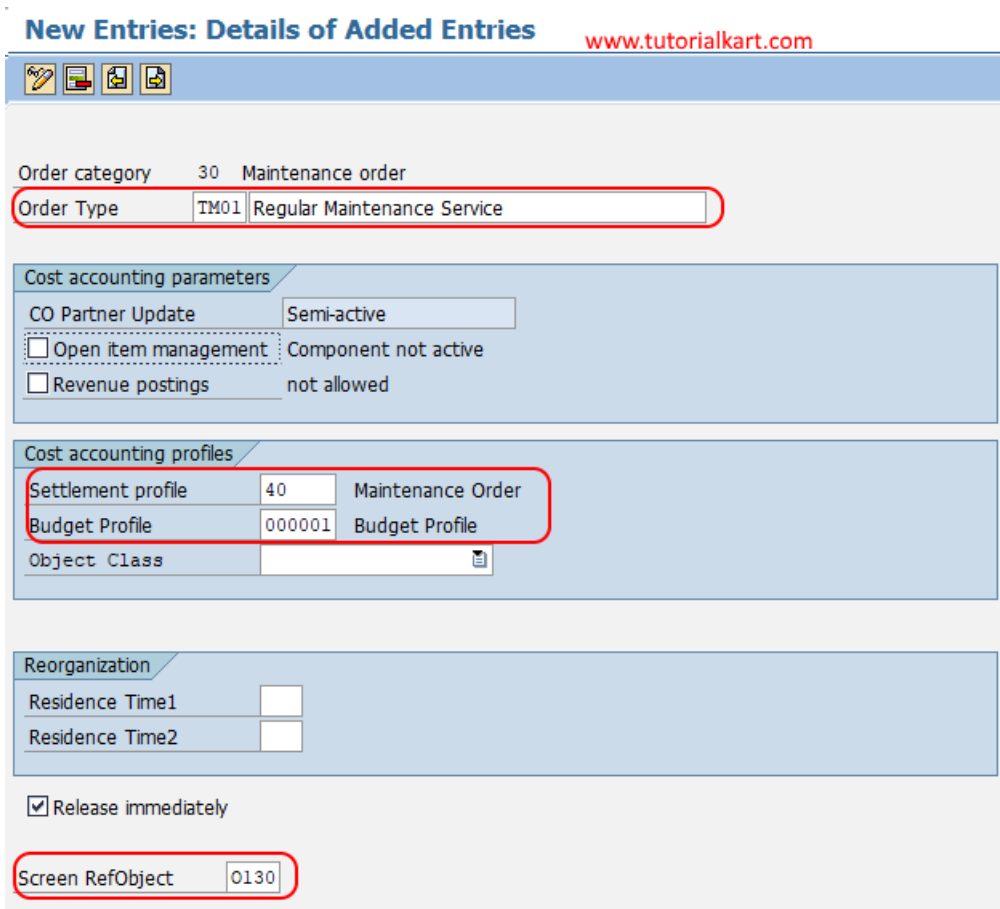 New Entries: Details of Added Entries
www.tutorialkart.com
Order category 30 Maintenance order
Order Type TM01 Regular Maintenance Service
Cost accounting parameters
CO Partner Update Semi-active
Open item management Component not active
Revenue postings not allowed
Cost accounting profiles
Settlement profile 40 Maintenance Order
Budget Profile 000001 Budget Profile
Object Class
Reorganization
Residence Time1
Residence Time2
Release immediately
Screen RefObject O130